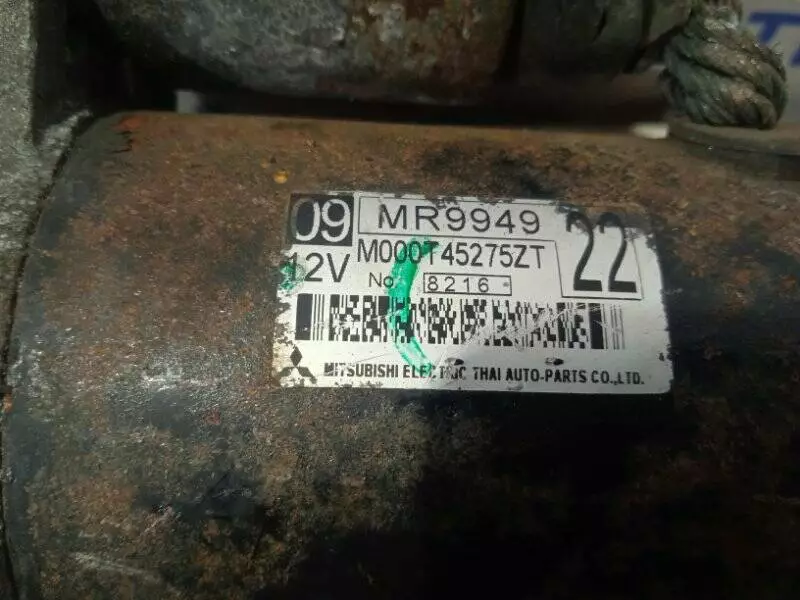 09 MR9949 22
M000T45275ZT
12V No 8216 *
MITSUBISHI ELECTRIC THAI AUTO-PARTS CO.,LTD.